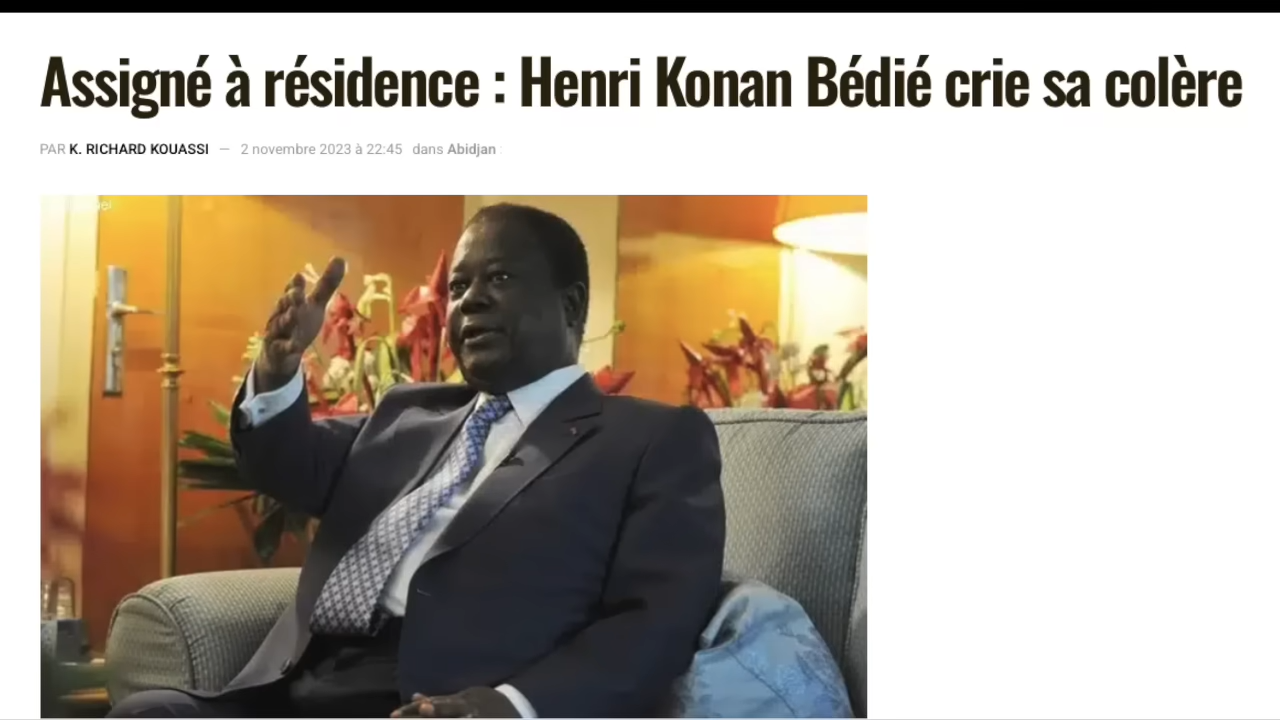 Assigné à résidence : Henri Konan Bédié crie sa colère
PAR K. RICHARD KOUASSI — 2 novembre 2023 à 22:45 dans Abidjan